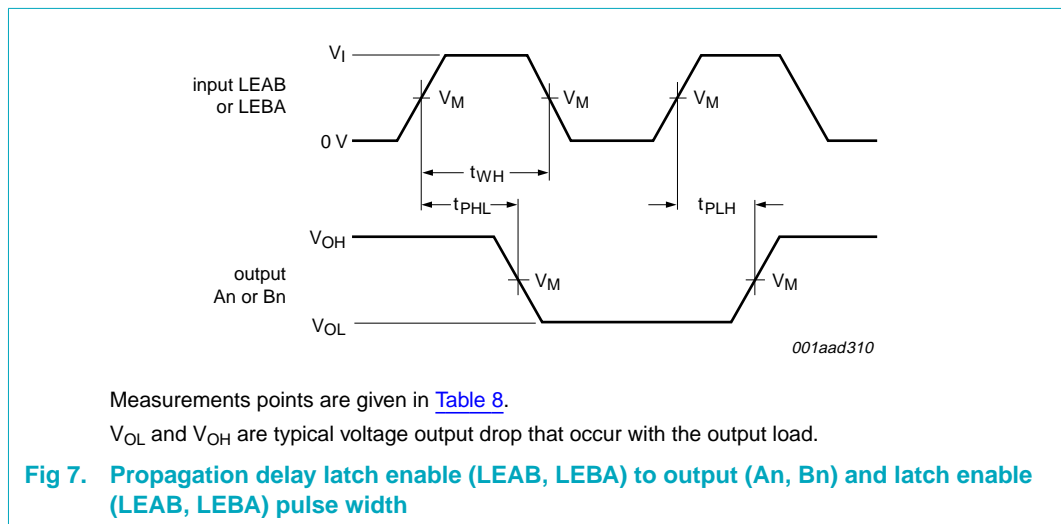 VI
input LEAB
or LEBA
VM
VM
VM
0 V
tWH
tPHL
tPLH
VOH
output
An or Bn
VM
VM
VOL
001aad310
Measurements points are given in Table 8.
VOL and VOH are typical voltage output drop that occur with the output load.
Fig 7. Propagation delay latch enable (LEAB, LEBA) to output (An, Bn) and latch enable
(LEAB, LEBA) pulse width